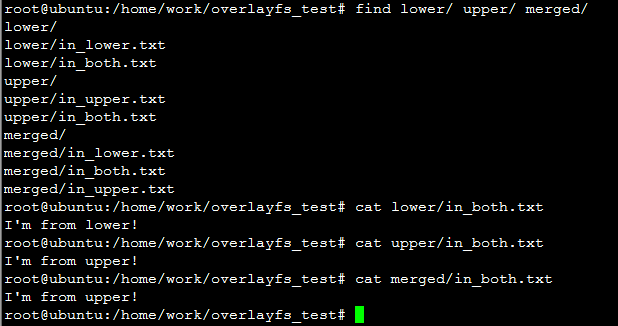 root@ubuntu:/home/work/overlayfs_test# find lower/ upper/ merged/
lower/
lower/in_lower.txt
lower/in_both.txt
upper/
upper/in_upper.txt
upper/in_both.txt
merged/
merged/in_lower.txt
merged/in_both.txt
merged/in_upper.txt
root@ubuntu:/home/work/overlayfs_test# cat lower/in_both.txt
I'm from lower!
root@ubuntu:/home/work/overlayfs_test# cat upper/in_both.txt
I'm from upper!
root@ubuntu:/home/work/overlayfs_test# cat merged/in_both.txt
I'm from upper!
root@ubuntu:/home/work/overlayfs_test#